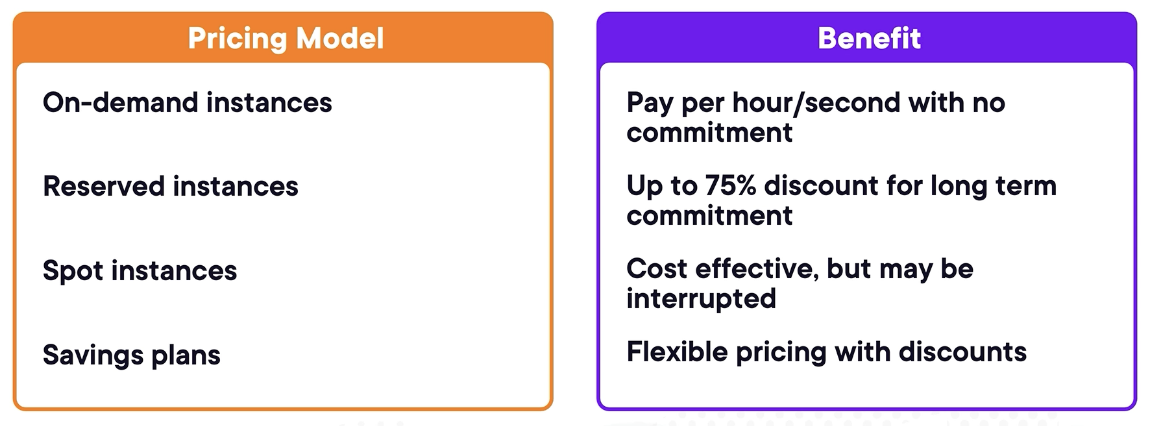 Pricing Model
On-demand instances
Reserved instances
Spot instances
Savings plans
Benefit
Pay per hour/second with no
commitment
Up to 75% discount for long term
commitment
Cost effective, but may be
interrupted
Flexible pricing with discounts